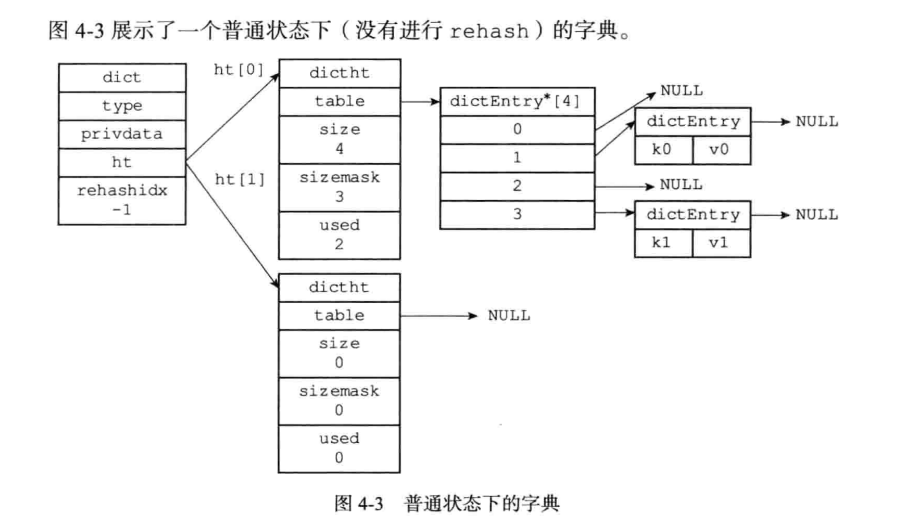 图 4-3 展示了一个普通状态下（没有进行 rehash）的字典。
dict
type
privdata
ht
rehashidx
-1
ht[0]
ht[1]
dictht
table
size
4
sizemask
3
used
2
dictht
table
size
0
sizemask
0
used
0
NULL
dictEntry*[4]
0
1
2
3
NULL
dictEntry
k0 v0
NULL
NULL
dictEntry
k1 v1
NULL
图 4-3 普通状态下的字典